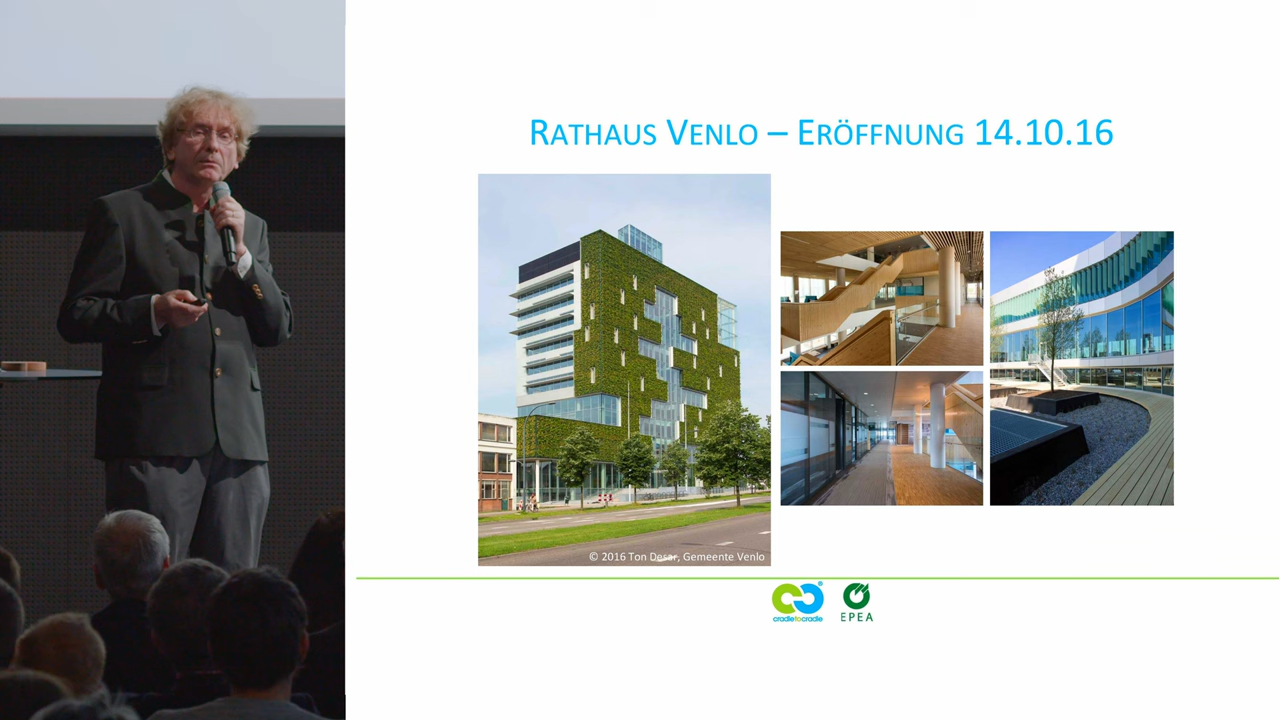 Rathaus Venlo – Eröffnung 14.10.16
© 2016 Ton Desar, Gemeente Venlo
cradletocradle
EPEA